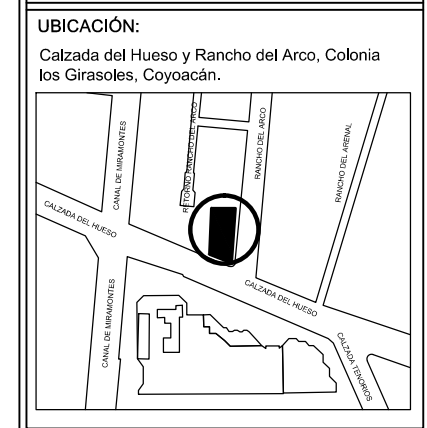 UBICACIÓN:
Calzada del Hueso y Rancho del Arco, Colonia
los Girasoles, Coyoacán.
CANAL DE MIRAMONTES
RETORNO RANCHO DEL ARCO
RANCHO DEL ARCO
RANCHO DEL ARENAL
CALZADA DEL HUESO
CALZADA DEL HUESO
CANAL DE MIRAMONTES
CALZADA TENORIOS